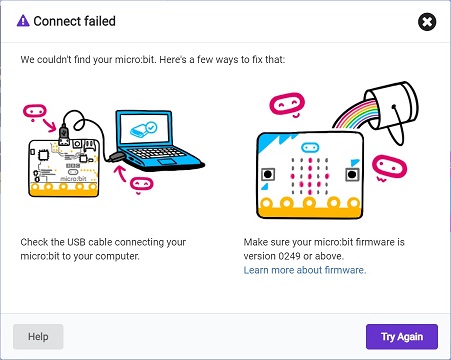 Connect failed
We couldn't find your micro:bit. Here's a few ways to fix that:
micro:bit
Check the USB cable connecting your
micro:bit to your computer.
Make sure your micro:bit firmware is
version 0249 or above.
Learn more about firmware.
Help
Try Again